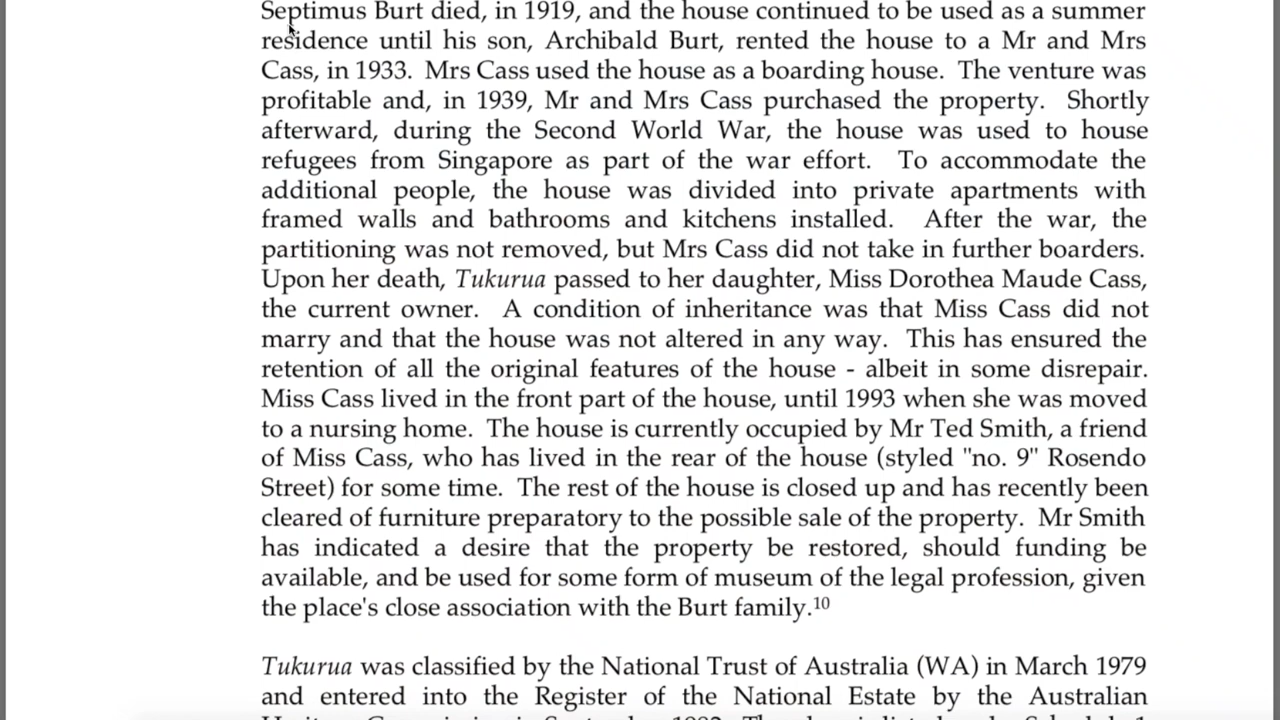 Septimus Burt died, in 1919, and the house continued to be used as a summer
residence until his son, Archibald Burt, rented the house to a Mr and Mrs
Cass, in 1933. Mrs Cass used the house as a boarding house. The venture was
profitable and, in 1939, Mr and Mrs Cass purchased the property. Shortly
afterward, during the Second World War, the house was used to house
refugees from Singapore as part of the war effort. To accommodate the
additional people, the house was divided into private apartments with
framed walls and bathrooms and kitchens installed. After the war, the
partitioning was not removed, but Mrs Cass did not take in further boarders.
Upon her death, Tukurua passed to her daughter, Miss Dorothea Maude Cass,
the current owner. A condition of inheritance was that Miss Cass did not
marry and that the house was not altered in any way. This has ensured the
retention of all the original features of the house - albeit in some disrepair.
Miss Cass lived in the front part of the house, until 1993 when she was moved
to a nursing home. The house is currently occupied by Mr Ted Smith, a friend
of Miss Cass, who has lived in the rear of the house (styled "no. 9" Rosendo
Street) for some time. The rest of the house is closed up and has recently been
cleared of furniture preparatory to the possible sale of the property. Mr Smith
has indicated a desire that the property be restored, should funding be
available, and be used for some form of museum of the legal profession, given
the place's close association with the Burt family.10
Tukurua was classified by the National Trust of Australia (WA) in March 1979
and entered into the Register of the National Estate by the Australian